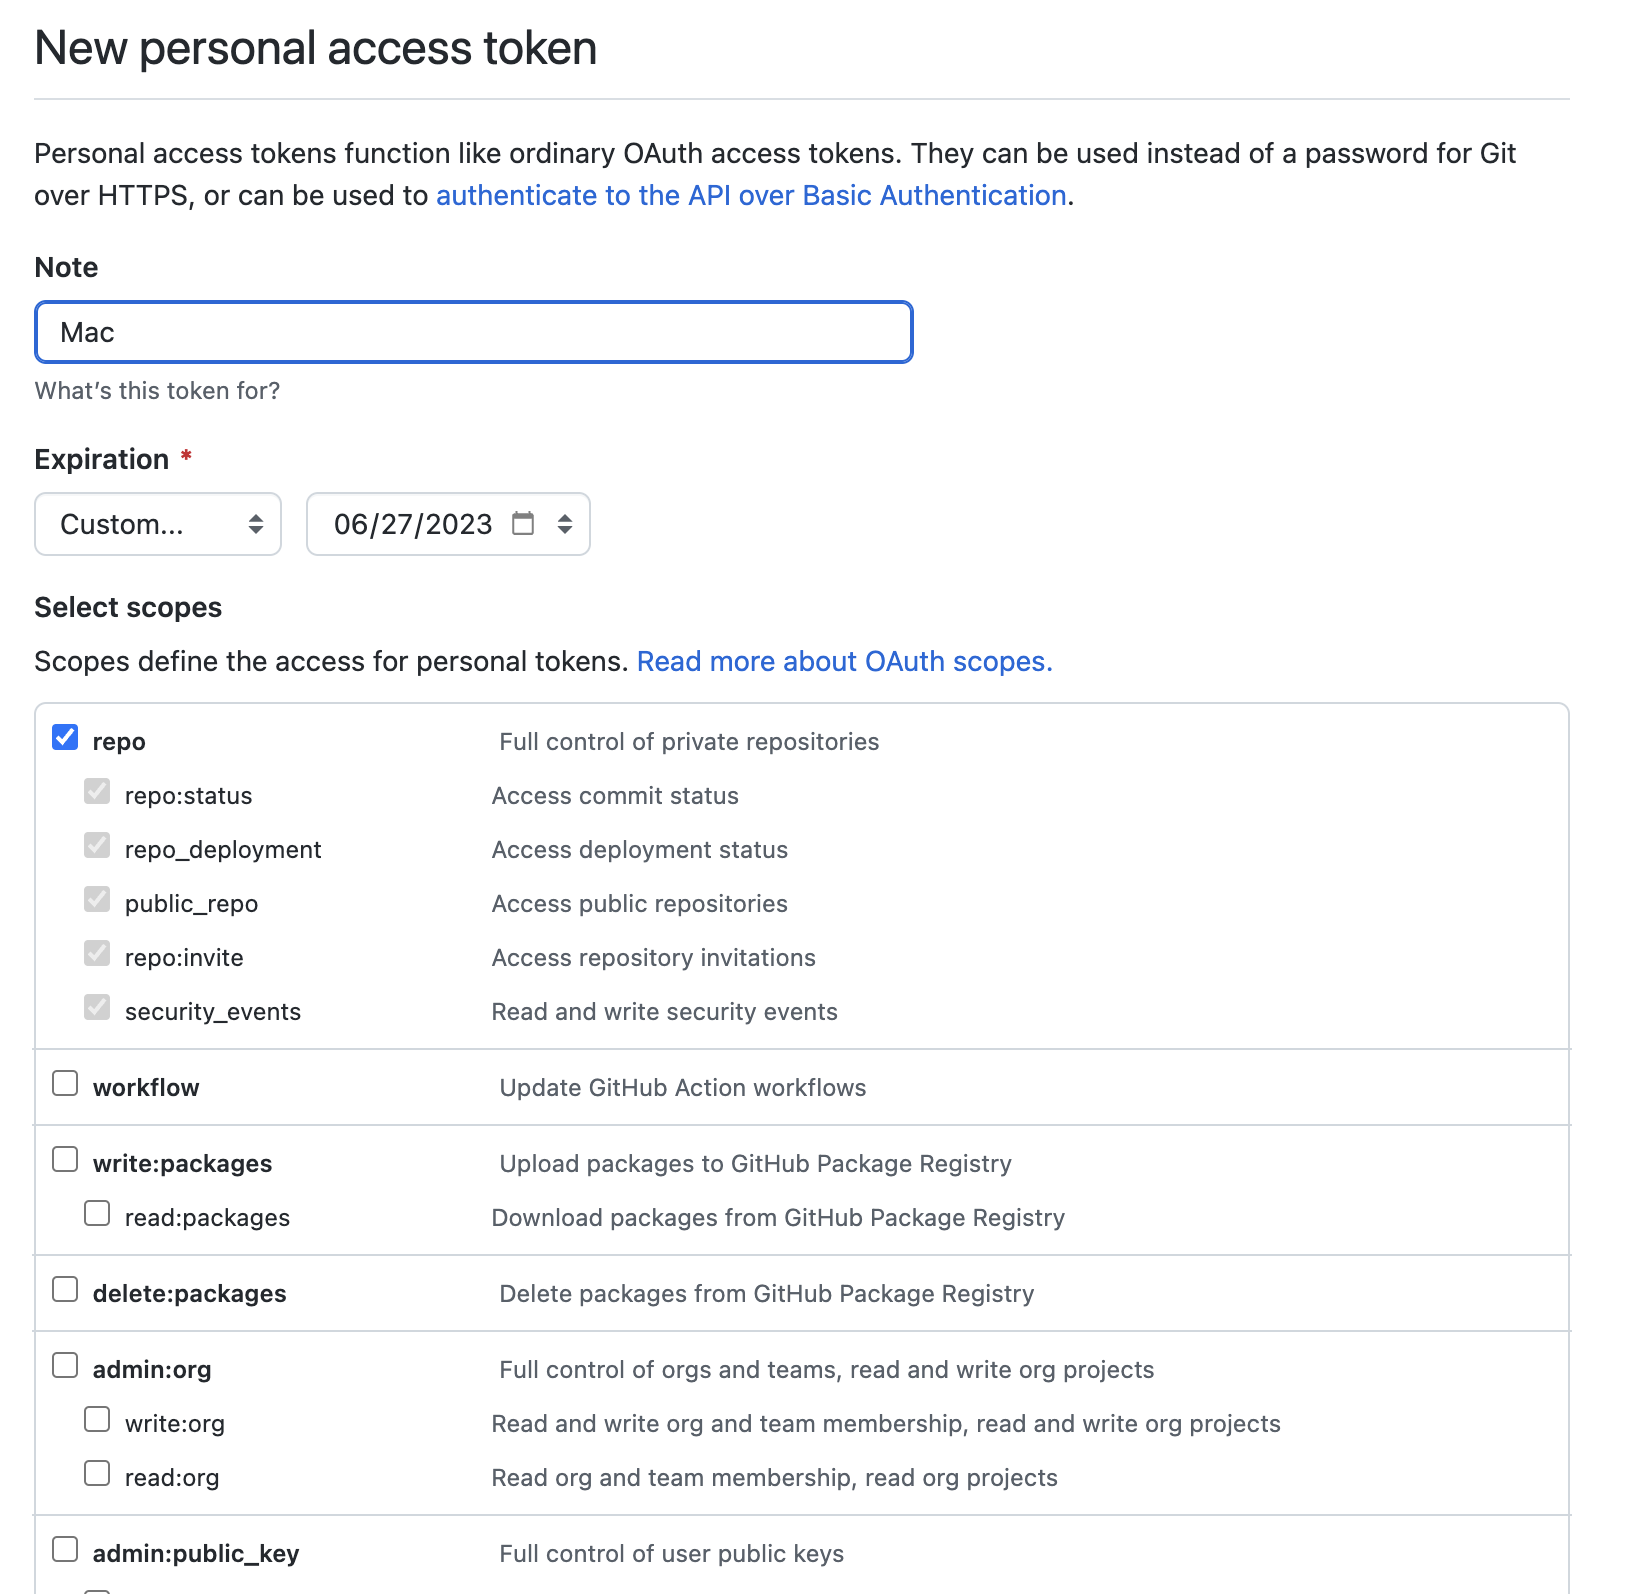 New personal access token
Personal access tokens function like ordinary OAuth access tokens. They can be used instead of a password for Git
over HTTPS, or can be used to authenticate to the API over Basic Authentication.
Note
Mac
What's this token for?
Expiration *
Custom... 06/27/2023
Select scopes
Scopes define the access for personal tokens. Read more about OAuth scopes.
repo Full control of private repositories
repo:status Access commit status
repo_deployment Access deployment status
public_repo Access public repositories
repo:invite Access repository invitations
security_events Read and write security events
workflow Update GitHub Action workflows
write:packages Upload packages to GitHub Package Registry
read:packages Download packages from GitHub Package Registry
delete:packages Delete packages from GitHub Package Registry
admin:org Full control of orgs and teams, read and write org projects
write:org Read and write org and team membership, read and write org projects
read:org Read org and team membership, read org projects
admin:public_key Full control of user public keys